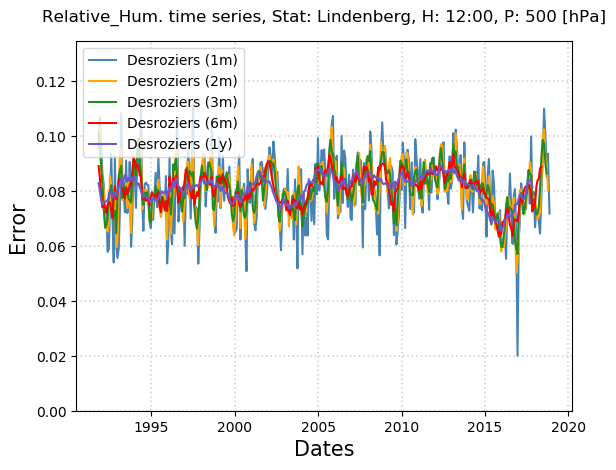 Relative_Hum. time series, Stat: Lindenberg, H: 12:00, P: 500 [hPa]
Desroziers (1m)
Desroziers (2m)
Desroziers (3m)
Desroziers (6m)
Desroziers (1y)
0.12
0.10
0.08
0.06
0.04
0.02
0.00
Error
1995 2000 2005 2010 2015 2020
Dates